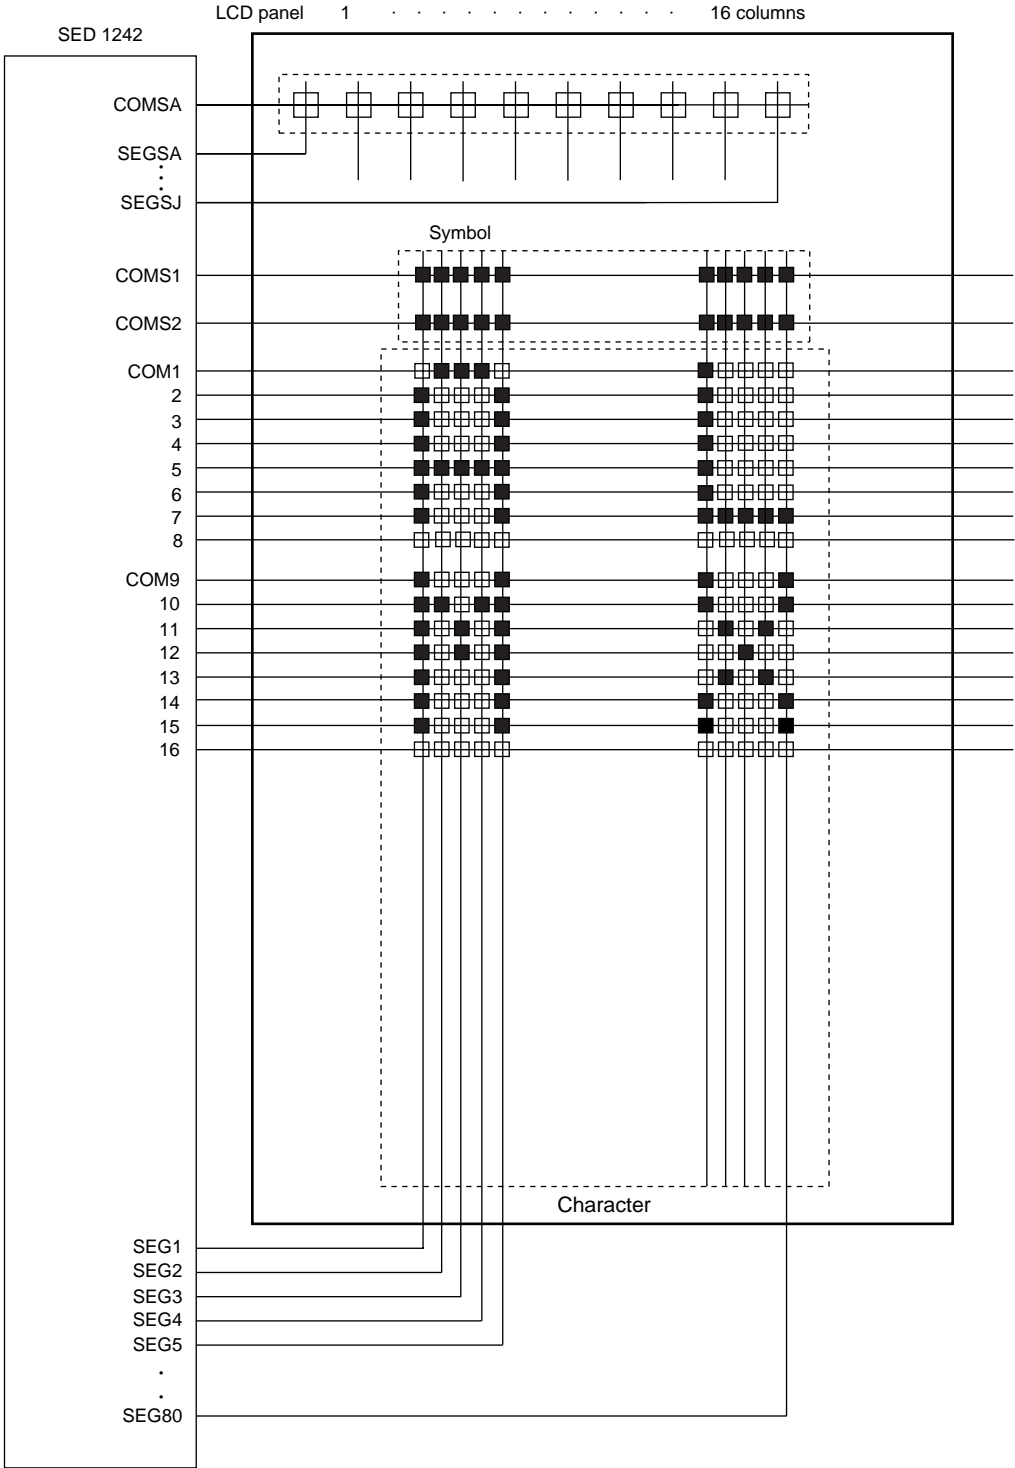 LCD panel 1 . . . . . . . . . . . . 16 columns
SED 1242
COMSA
SEGSA
SEGSJ
Symbol
COMS1
COMS2
COM1
2
3
4
5
6
7
8
COM9
10
11
12
13
14
15
16
Character
SEG1
SEG2
SEG3
SEG4
SEG5
SEG80